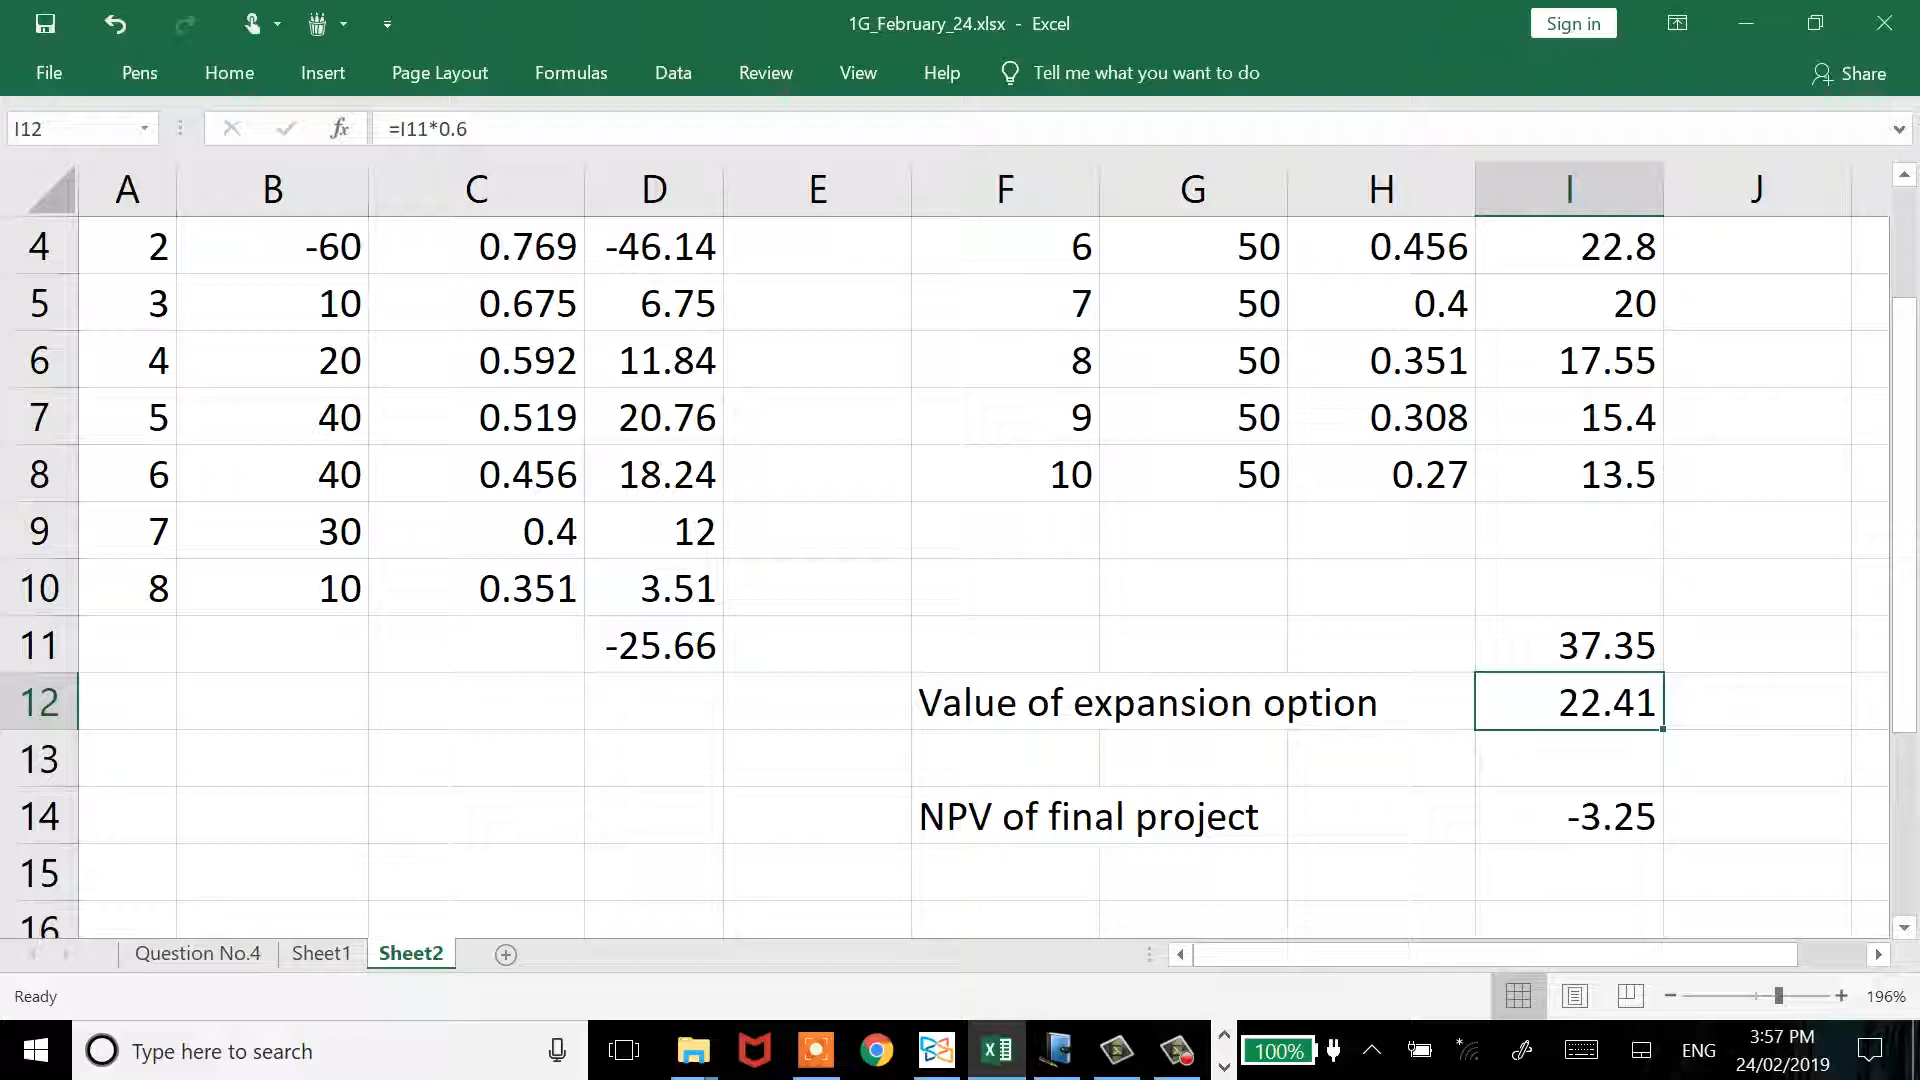 1G_February_24.xlsx - Excel
Sign in
File Pens Home Insert Page Layout Formulas Data Review View Help Tell me what you want to do Share
I12 fx =I11*0.6
A B C D E F G H I J
4 2 -60 0.769 -46.14 6 50 0.456 22.8
5 3 10 0.675 6.75 7 50 0.4 20
6 4 20 0.592 11.84 8 50 0.351 17.55
7 5 40 0.519 20.76 9 50 0.308 15.4
8 6 40 0.456 18.24 10 50 0.27 13.5
9 7 30 0.4 12
10 8 10 0.351 3.51
11 -25.66 37.35
12 Value of expansion option 22.41
13
14 NPV of final project -3.25
15
16
Question No.4 Sheet1 Sheet2
Ready 196%
Type here to search 100% ENG 3:57 PM
24/02/2019